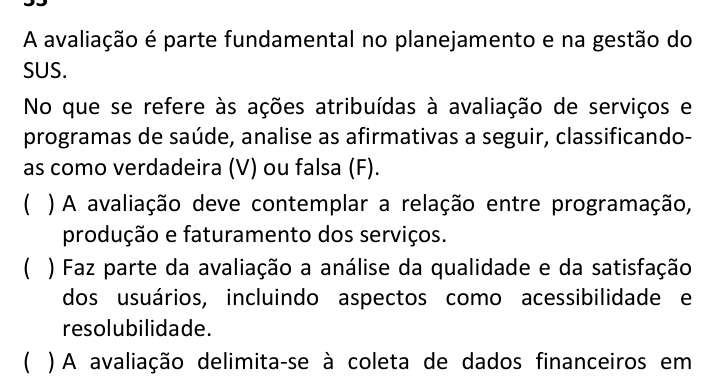 A avaliação é parte fundamental no planejamento e na gestão do
SUS.
No que se refere às ações atribuídas à avaliação de serviços e
programas de saúde, analise as afirmativas a seguir, classificando-
as como verdadeira (V) ou falsa (F).
( ) A avaliação deve contemplar a relação entre programação,
produção e faturamento dos serviços.
( ) Faz parte da avaliação a análise da qualidade e da satisfação
dos usuários, incluindo aspectos como acessibilidade e
resolubilidade.
( ) A avaliação delimita-se à coleta de dados financeiros em